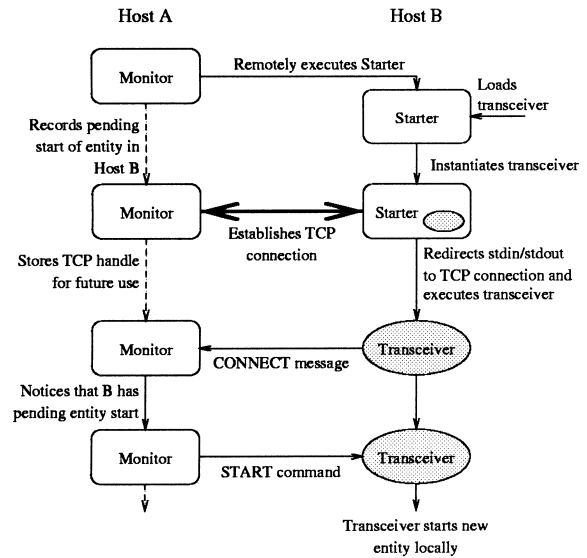 Host A
Host B
Monitor
Remotely executes Starter
Loads
transceiver
Starter
Records pending
start of entity in
Host B
Instantiates transceiver
Monitor
Starter
Establishes TCP
connection
Stores TCP handle
for future use
Redirects stdin/stdout
to TCP connection and
executes transceiver
Monitor
CONNECT message
Transceiver
Notices that B has
pending entity start
Monitor
START command
Transceiver
Transceiver starts new
entity locally